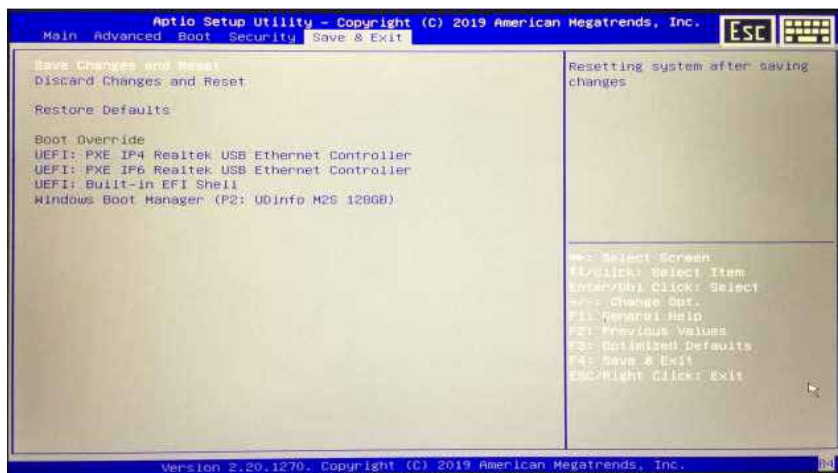 Aptio Setup Utility - Copyright (C) 2019 American Megatrends, Inc.
Main Advanced Boot Security Save & Exit
Esc
Save Changes and Reset
Discard Changes and Reset
Restore Defaults
Boot Override
UEFI: PXE IP4 Realtek USB Ethernet Controller
UEFI: PXE IP6 Realtek USB Ethernet Controller
UEFI: Built-in EFI Shell
Windows Boot Manager (P2: UDinfo M2S 128GB)
Resetting system after saving
changes
Select Screen
/Click: Select Item
Enter/Dbl Click: Select
+/-: Change Opt.
F1: General Help
F2: Previous Values
F3: Optimized Defaults
F4: Save & Exit
ESC/Right Click: Exit
Version 2.20.1270. Copyright (C) 2019 American Megatrends, Inc.